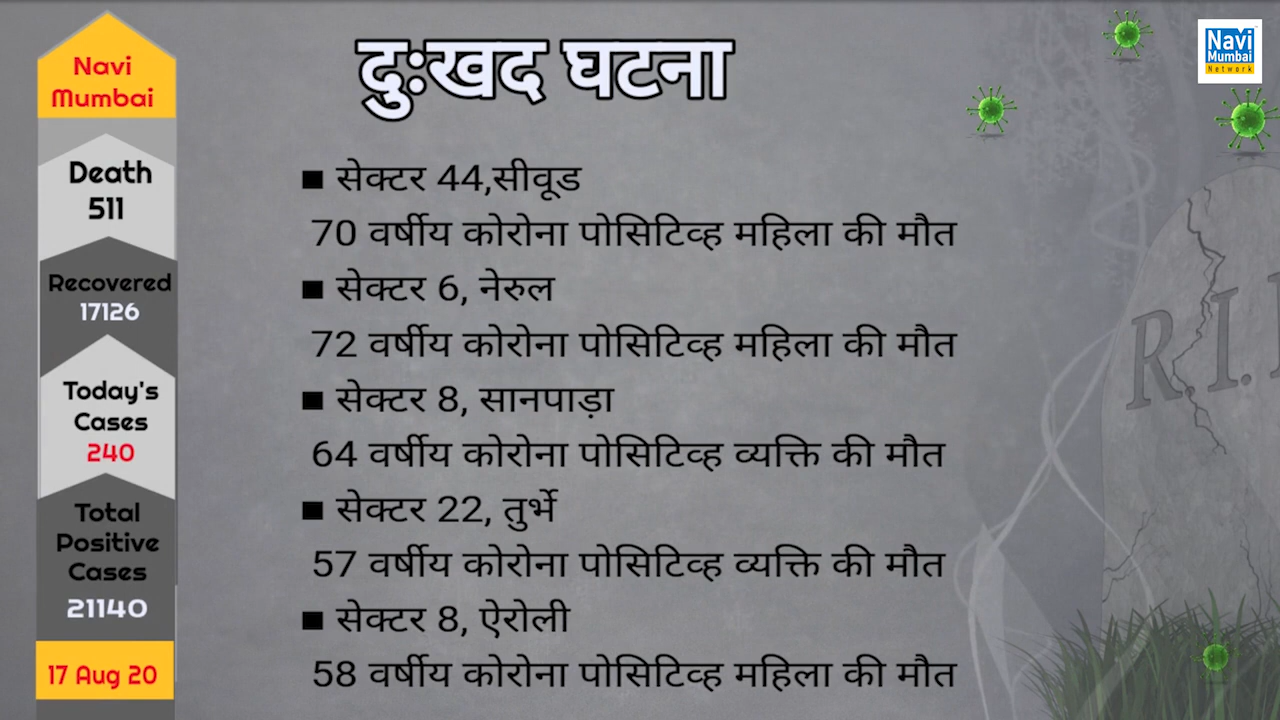 Navi
Mumbai
Death
511
Recovered
17126
Today's
Cases
240
Total
Positive
Cases
21140
17 Aug 20
दुःखद घटना
■ सेक्टर 44,सीवूड
70 वर्षीय कोरोना पोसिटिव्ह महिला की मौत
■ सेक्टर 6, नेरुल
72 वर्षीय कोरोना पोसिटिव्ह महिला की मौत
■ सेक्टर 8, सानपाड़ा
64 वर्षीय कोरोना पोसिटिव्ह व्यक्ति की मौत
■ सेक्टर 22, तुर्भे
57 वर्षीय कोरोना पोसिटिव्ह व्यक्ति की मौत
■ सेक्टर 8, ऐरोली
58 वर्षीय कोरोना पोसिटिव्ह महिला की मौत
Navi
Mumbai
Network
R.I.